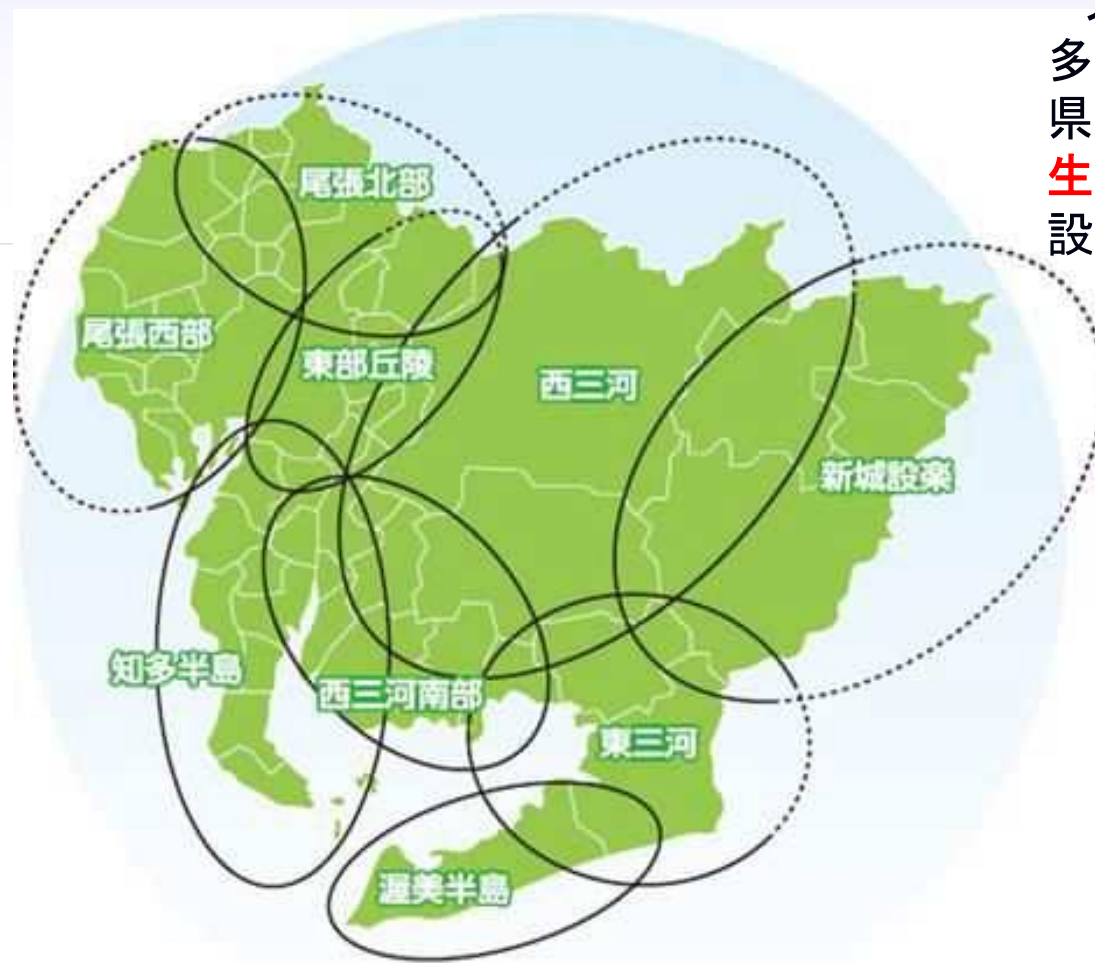 多
県
生
設
尾張北部
尾張西部
東部丘陵
西三河
新城設楽
知多半島
西三河南部
東三河
渥美半島